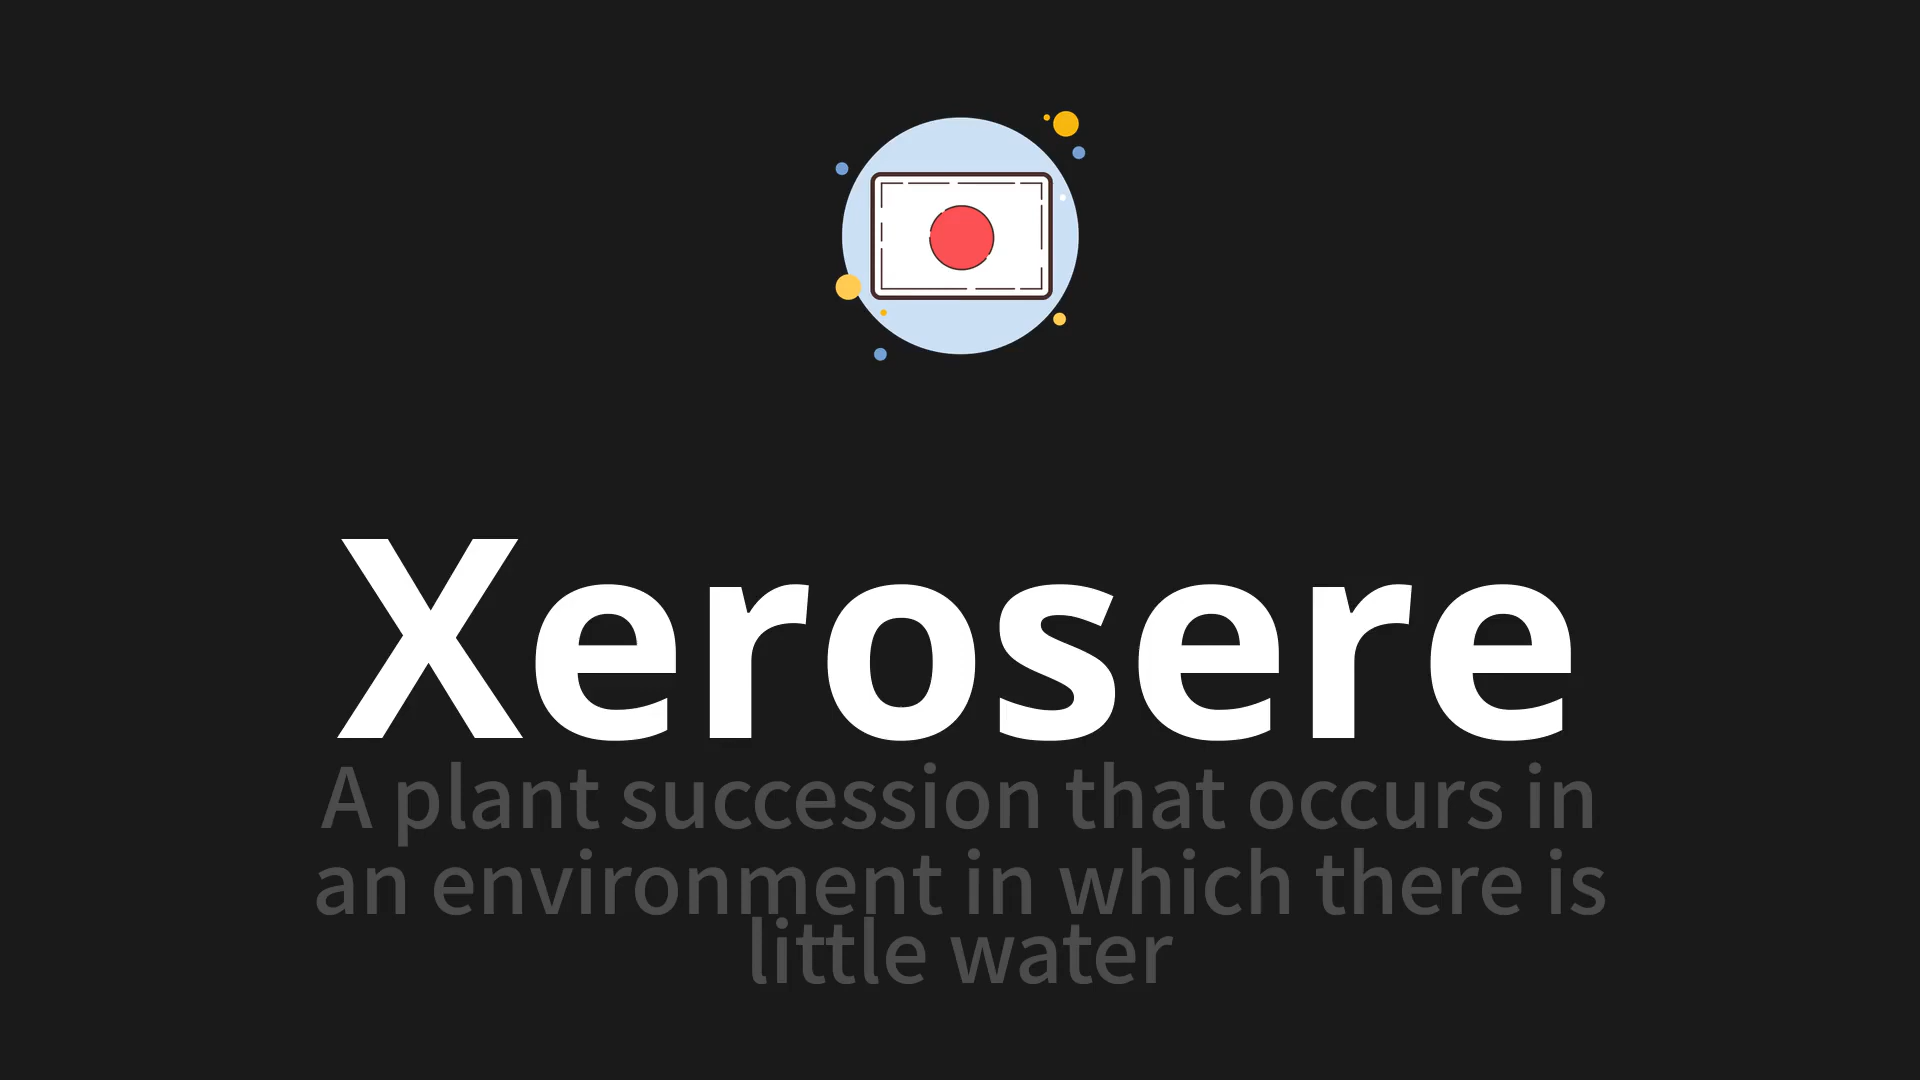 Xerosere
A plant succession that occurs in
an environment in which there is
little water